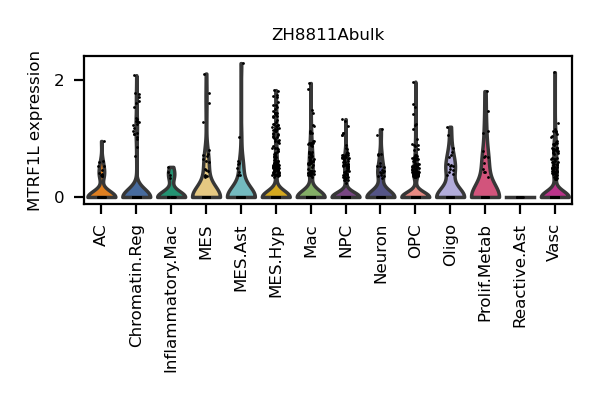 ZH8811Abulk
MTRF1L expression
2
0
AC
Chromatin.Reg
Inflammatory.Mac
MES
MES.Ast
MES.Hyp
Mac
NPC
Neuron
OPC
Oligo
Prolif.Metab
Reactive.Ast
Vasc